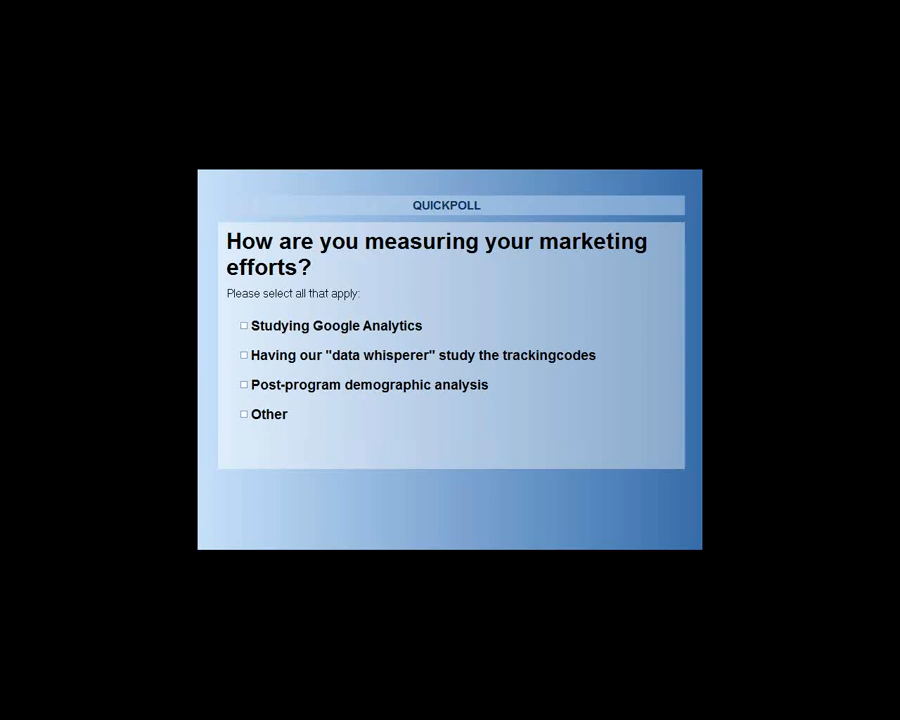 QUICKPOLL
How are you measuring your marketing
efforts?
Please select all that apply:
Studying Google Analytics
Having our "data whisperer" study the trackingcodes
Post-program demographic analysis
Other